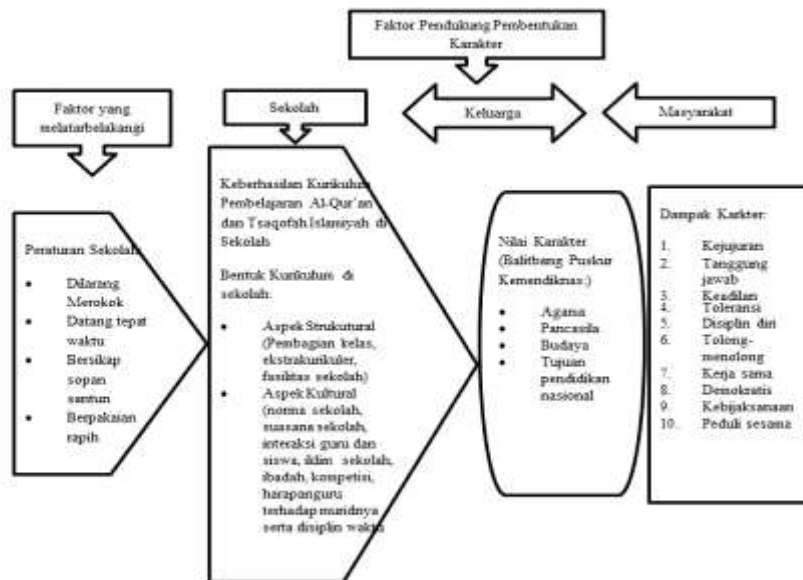 Faktor Pendukung Pembentukan
Karakter
Faktor yang
melatarbelakangi
Sekolah
Keluarga
Masyarakat
Peraturan Sekolah:
• Dilarang
Merokok
• Datang tepat
waktu
• Bersikap
sopan
santun
• Berpakaian
rapih
Keberhasilan Kurikulum
Pembelajaran Al-Qur'an
dan Tsaqofah Islamiyah di
Sekolah
Bentuk Kurikulum di
sekolah:
• Aspek Strukutural
(Pembagian kelas,
ekstrakurikuler,
fasilitas sekolah)
• Aspek Kultural
(norma sekolah,
suasana sekolah,
interaksi guru dan
siswa, iklim sekolah,
ibadah, kompetisi,
harapanguru
terhadap muridnya
serta disiplin waktu
Nilai Karakter
(Balitbang Puskur
Kemendiknas:)
• Agama
• Pancasila
• Budaya
• Tujuan
pendidikan
nasional
Dampak Karkter:
1. Kejujuran
2. Tanggung
jawab
3. Keadilan
4. Toleransi
5. Disiplin diri
6. Tolong-
menolong
7. Kerja sama
8. Demokratis
9. Kebijaksanaan
10. Peduli sesama